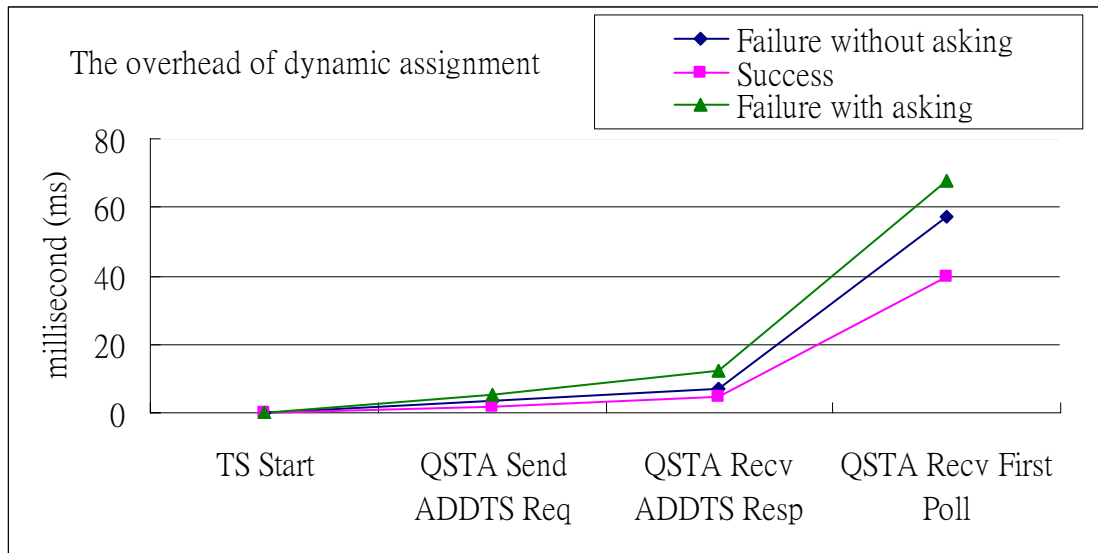 The overhead of dynamic assignment
Failure without asking
Success
Failure with asking
millisecond (ms)
80
60
40
20
0
TS Start
QSTA Send
ADDTS Req
QSTA Recv
ADDTS Resp
QSTA Recv First
Poll